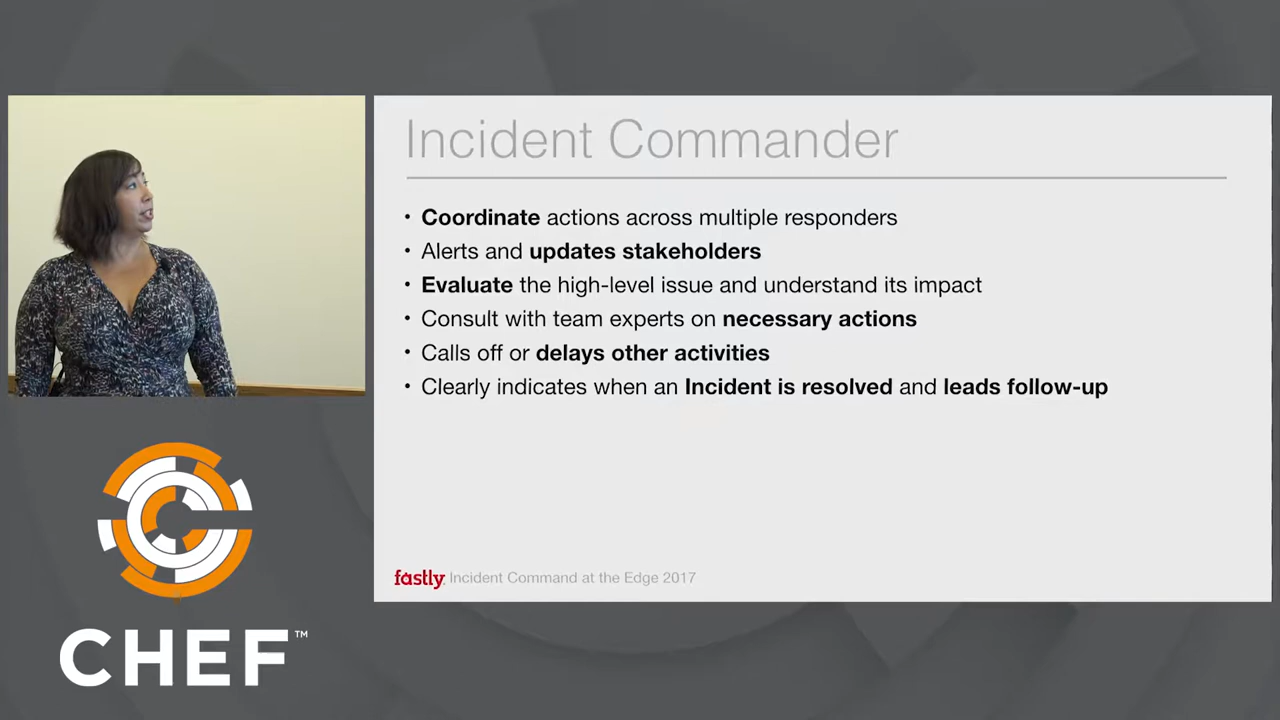 Incident Commander
• Coordinate actions across multiple responders
• Alerts and updates stakeholders
• Evaluate the high-level issue and understand its impact
• Consult with team experts on necessary actions
• Calls off or delays other activities
• Clearly indicates when an Incident is resolved and leads follow-up
fastly Incident Command at the Edge 2017
CHEF™